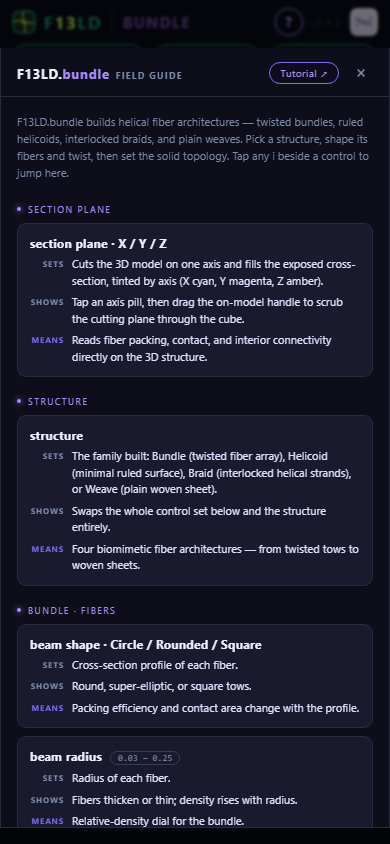 F13LD BUNDLE ?
F13LD.bundle FIELD GUIDE Tutorial ↗ ×
F13LD.bundle builds helical fiber architectures — twisted bundles, ruled
helicoids, interlocked braids, and plain weaves. Pick a structure, shape its
fibers and twist, then set the solid topology. Tap any i beside a control to
jump here.
SECTION PLANE
section plane · X / Y / Z
SETS Cuts the 3D model on one axis and fills the exposed cross-
section, tinted by axis (X cyan, Y magenta, Z amber).
SHOWS Tap an axis pill, then drag the on-model handle to scrub
the cutting plane through the cube.
MEANS Reads fiber packing, contact, and interior connectivity
directly on the 3D structure.
STRUCTURE
structure
SETS The family built: Bundle (twisted fiber array), Helicoid
(minimal ruled surface), Braid (interlocked helical strands),
or Weave (plain woven sheet).
SHOWS Swaps the whole control set below and the structure
entirely.
MEANS Four biomimetic fiber architectures — from twisted tows to
woven sheets.
BUNDLE · FIBERS
beam shape · Circle / Rounded / Square
SETS Cross-section profile of each fiber.
SHOWS Round, super-elliptic, or square tows.
MEANS Packing efficiency and contact area change with the profile.
beam radius 0.03 – 0.25
SETS Radius of each fiber.
SHOWS Fibers thicken or thin; density rises with radius.
MEANS Relative-density dial for the bundle.